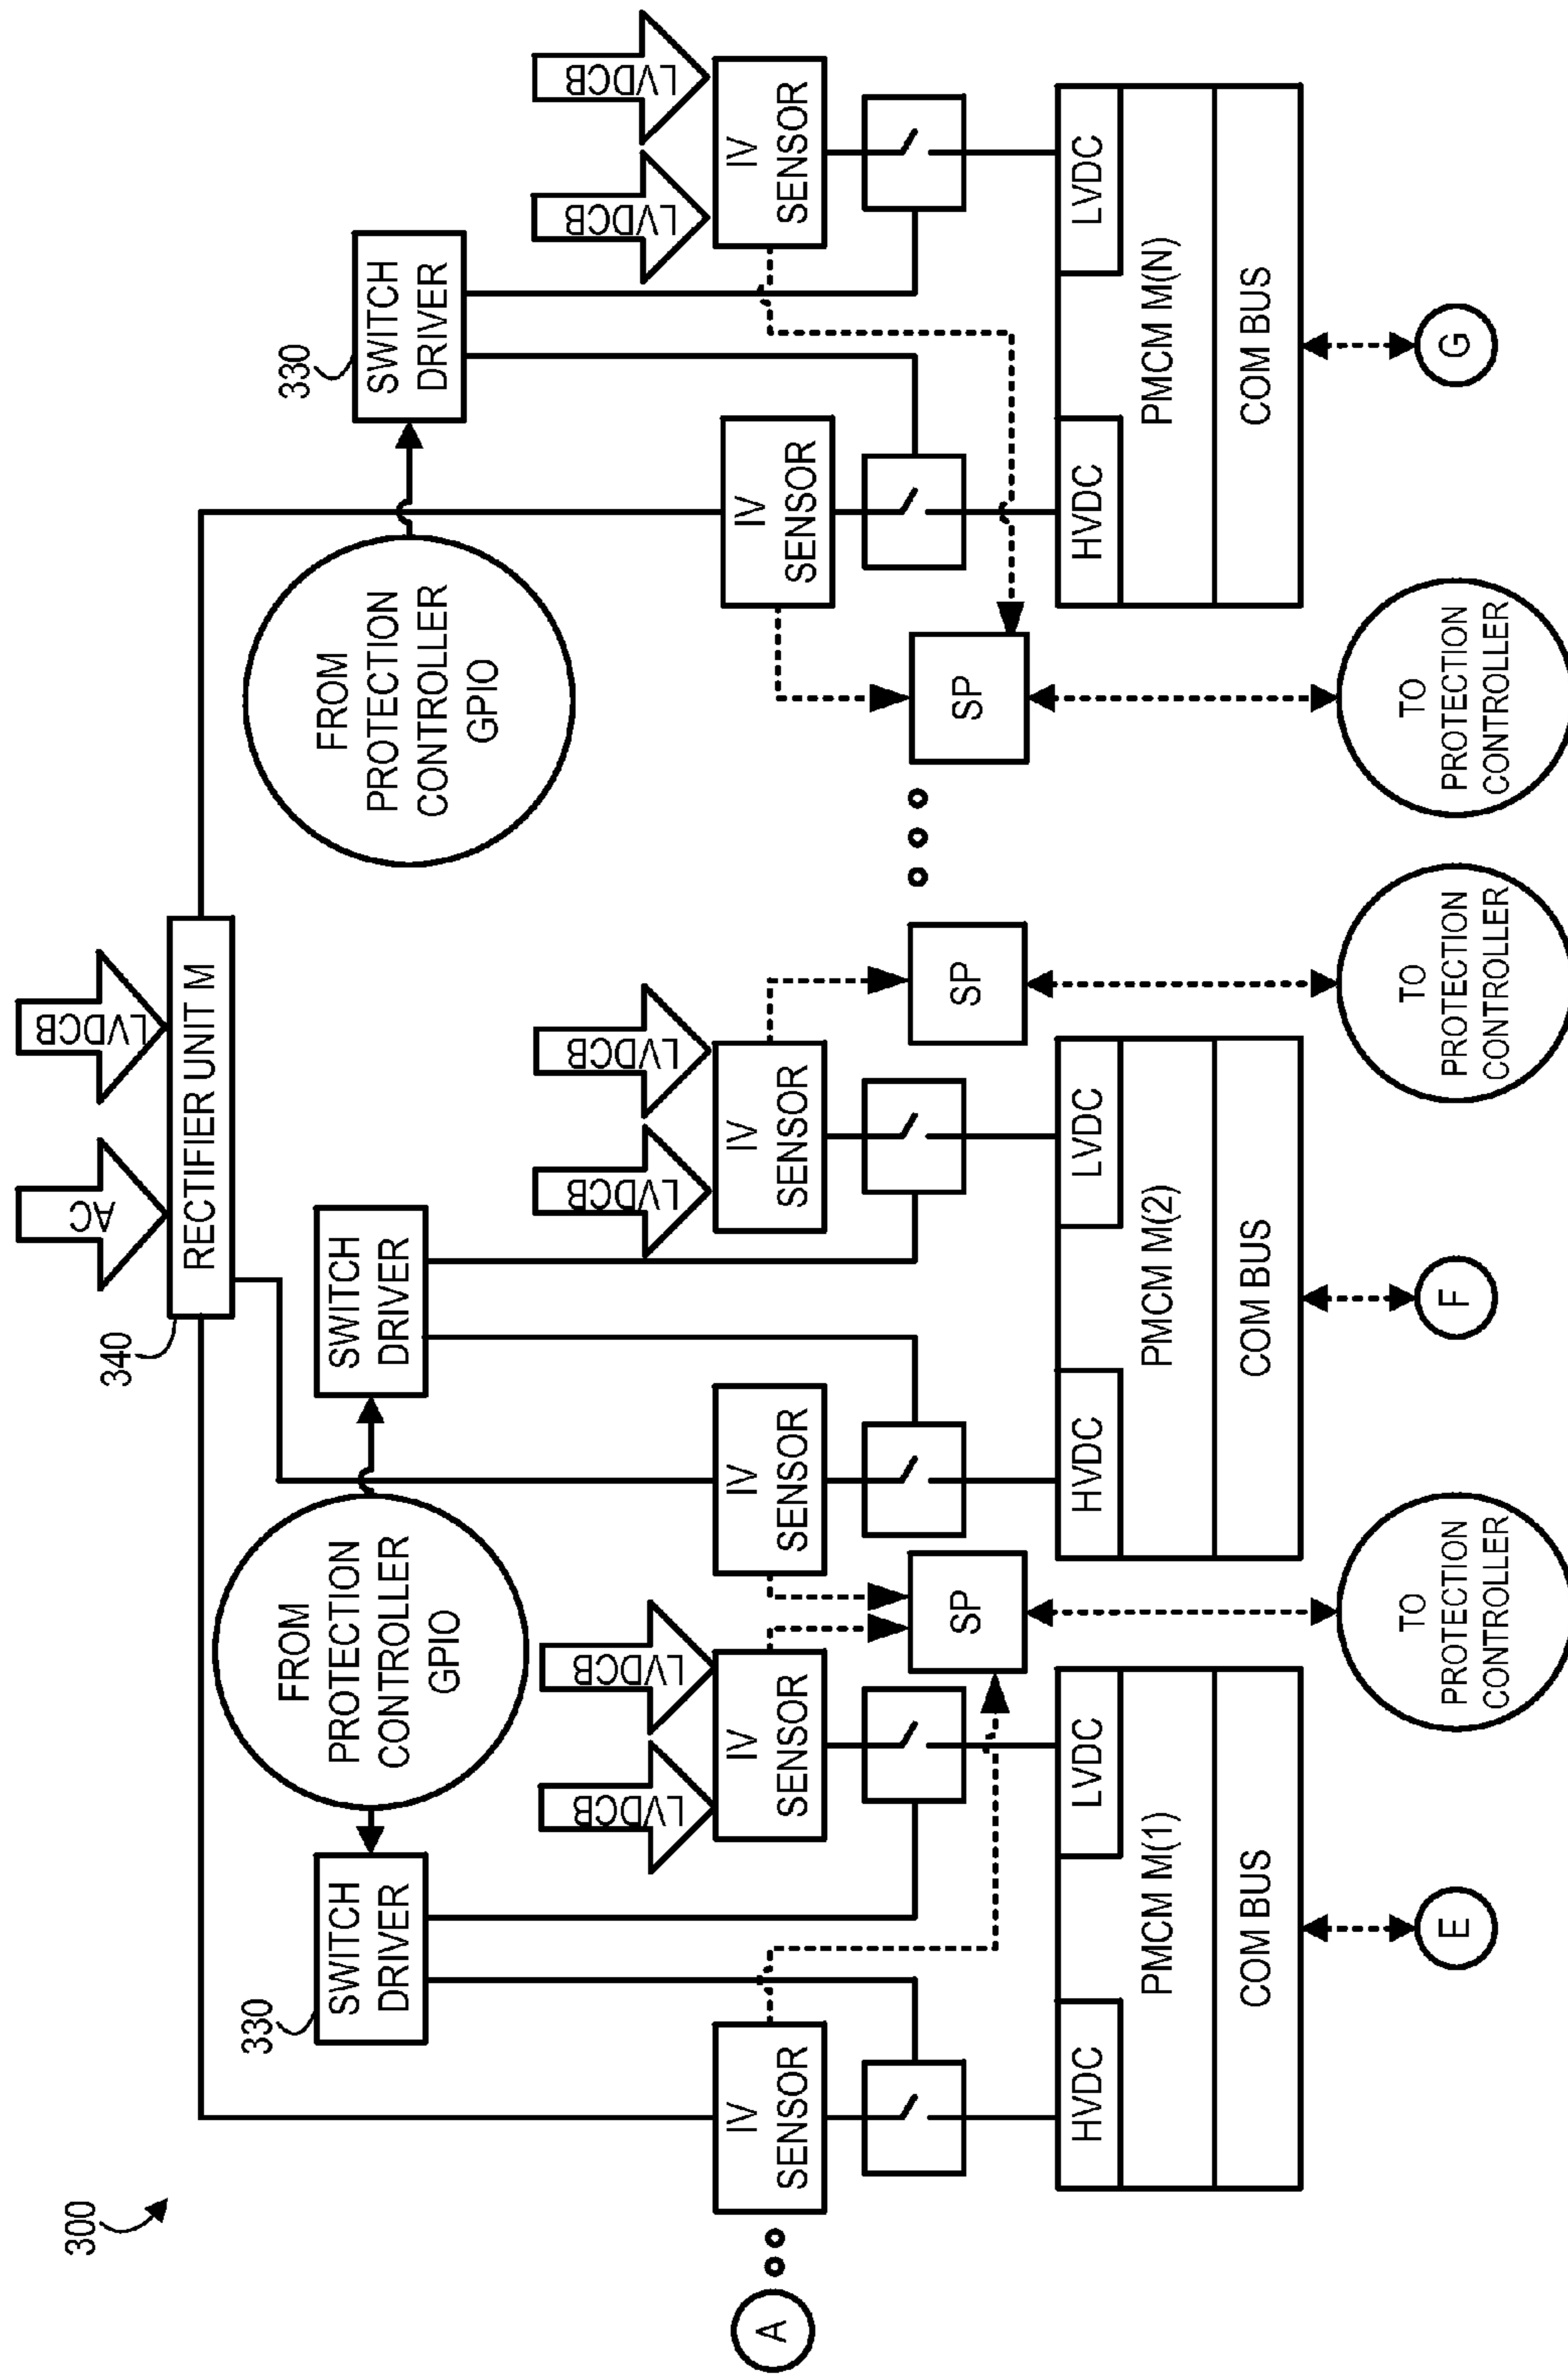 300
AC
LVDCB
340
RECTIFIER UNIT M
330
SWITCH
DRIVER
FROM
PROTECTION
CONTROLLER
GPIO
SWITCH
DRIVER
FROM
PROTECTION
CONTROLLER
GPIO
330
SWITCH
DRIVER
LVDCB
LVDCB
LVDCB
LVDCB
LVDCB
LVDCB
A
IV
SENSOR
IV
SENSOR
IV
SENSOR
IV
SENSOR
IV
SENSOR
IV
SENSOR
SP
SP
SP
HVDC
LVDC
PMCM M(1)
COM BUS
HVDC
LVDC
PMCM M(2)
COM BUS
HVDC
LVDC
PMCM M(N)
COM BUS
E
TO
PROTECTION
CONTROLLER
F
TO
PROTECTION
CONTROLLER
TO
PROTECTION
CONTROLLER
G